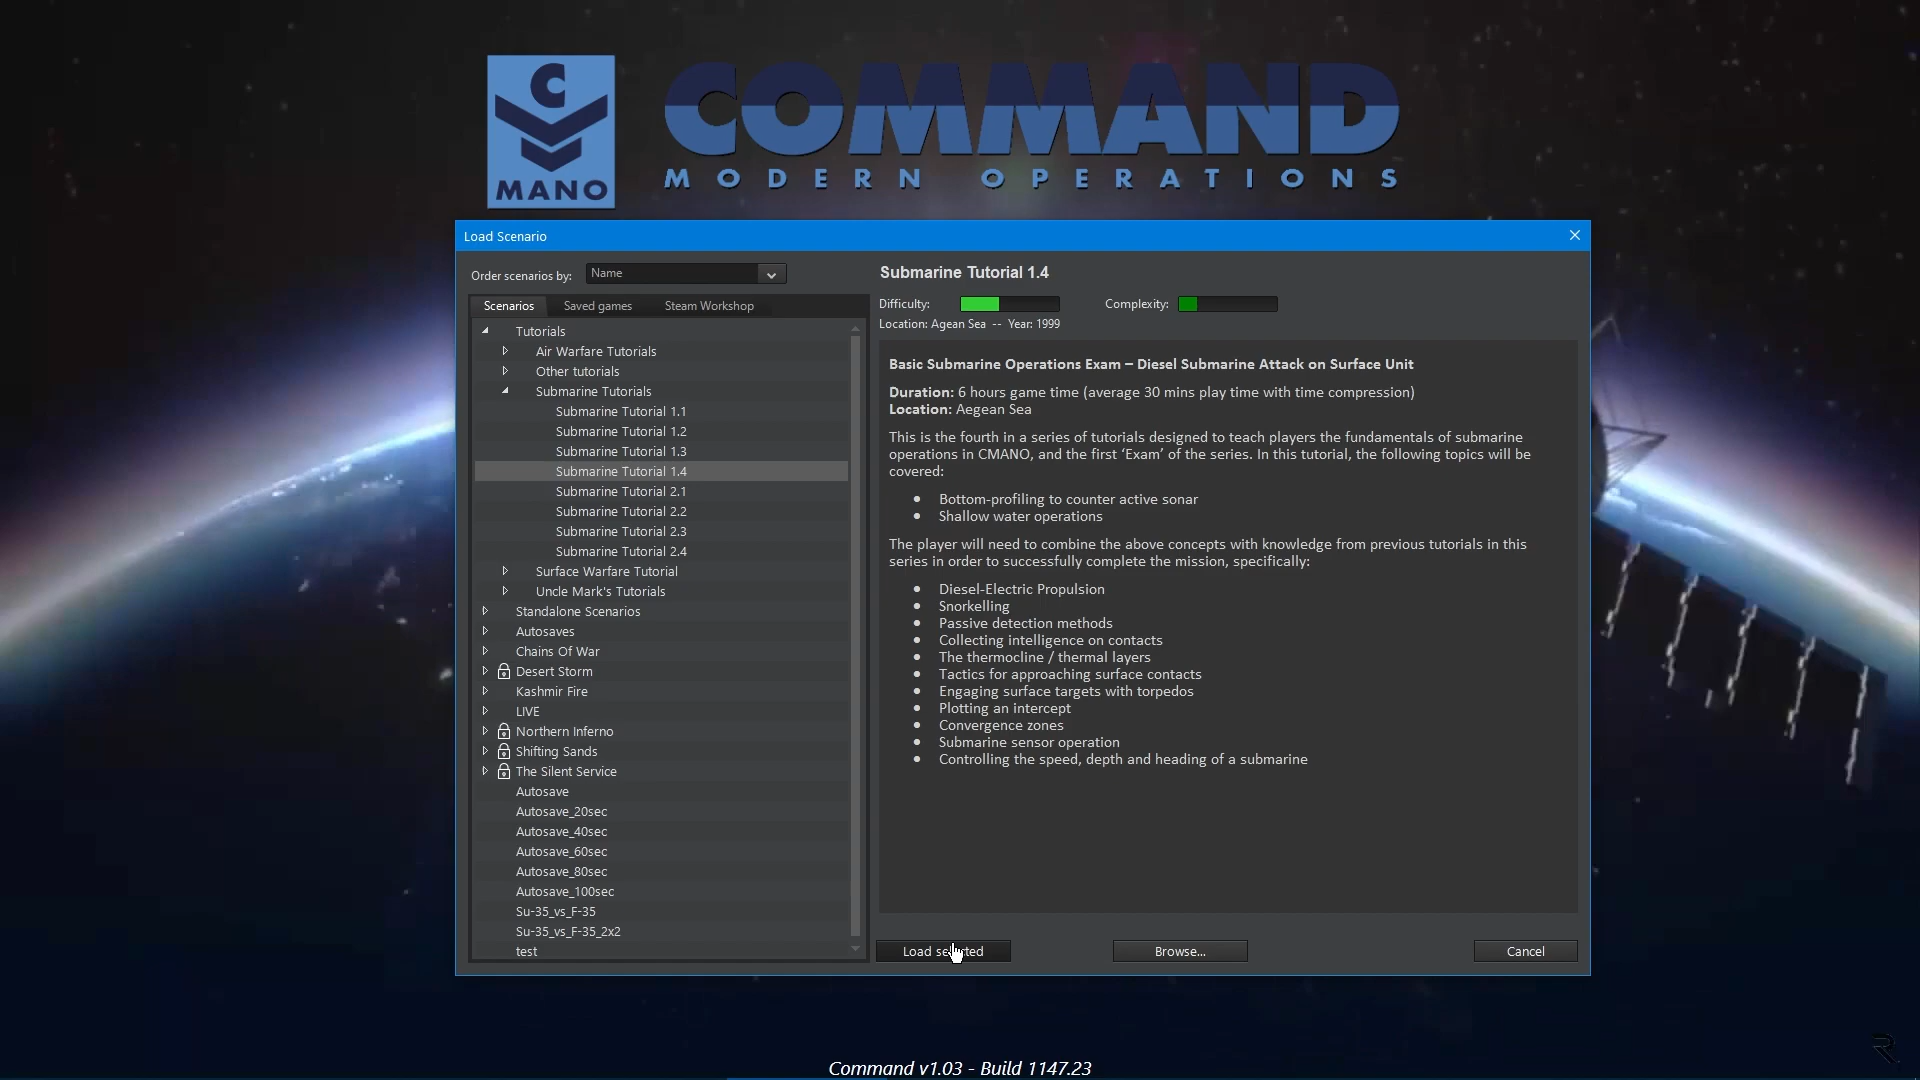 C
MANO
COMMAND
MODERN OPERATIONS
Load Scenario
Order scenarios by:
Name
Scenarios
Saved games
Steam Workshop
Tutorials
Air Warfare Tutorials
Other tutorials
Submarine Tutorials
Submarine Tutorial 1.1
Submarine Tutorial 1.2
Submarine Tutorial 1.3
Submarine Tutorial 1.4
Submarine Tutorial 2.1
Submarine Tutorial 2.2
Submarine Tutorial 2.3
Submarine Tutorial 2.4
Surface Warfare Tutorial
Uncle Mark's Tutorials
Standalone Scenarios
Autosaves
Chains Of War
Desert Storm
Kashmir Fire
LIVE
Northern Inferno
Shifting Sands
The Silent Service
Autosave
Autosave_20sec
Autosave_40sec
Autosave_60sec
Autosave_80sec
Autosave_100sec
Su-35_vs_F-35
Su-35_vs_F-35_2x2
test
Submarine Tutorial 1.4
Difficulty:
Complexity:
Location: Agean Sea -- Year: 1999
Basic Submarine Operations Exam – Diesel Submarine Attack on Surface Unit
Duration: 6 hours game time (average 30 mins play time with time compression)
Location: Aegean Sea
This is the fourth in a series of tutorials designed to teach players the fundamentals of submarine
operations in CMANO, and the first ‘Exam’ of the series. In this tutorial, the following topics will be
covered:
• Bottom-profiling to counter active sonar
• Shallow water operations
The player will need to combine the above concepts with knowledge from previous tutorials in this
series in order to successfully complete the mission, specifically:
• Diesel-Electric Propulsion
• Snorkelling
• Passive detection methods
• Collecting intelligence on contacts
• The thermocline / thermal layers
• Tactics for approaching surface contacts
• Engaging surface targets with torpedos
• Plotting an intercept
• Convergence zones
• Submarine sensor operation
• Controlling the speed, depth and heading of a submarine
Load selected
Browse...
Cancel
Command v1.03 - Build 1147.23